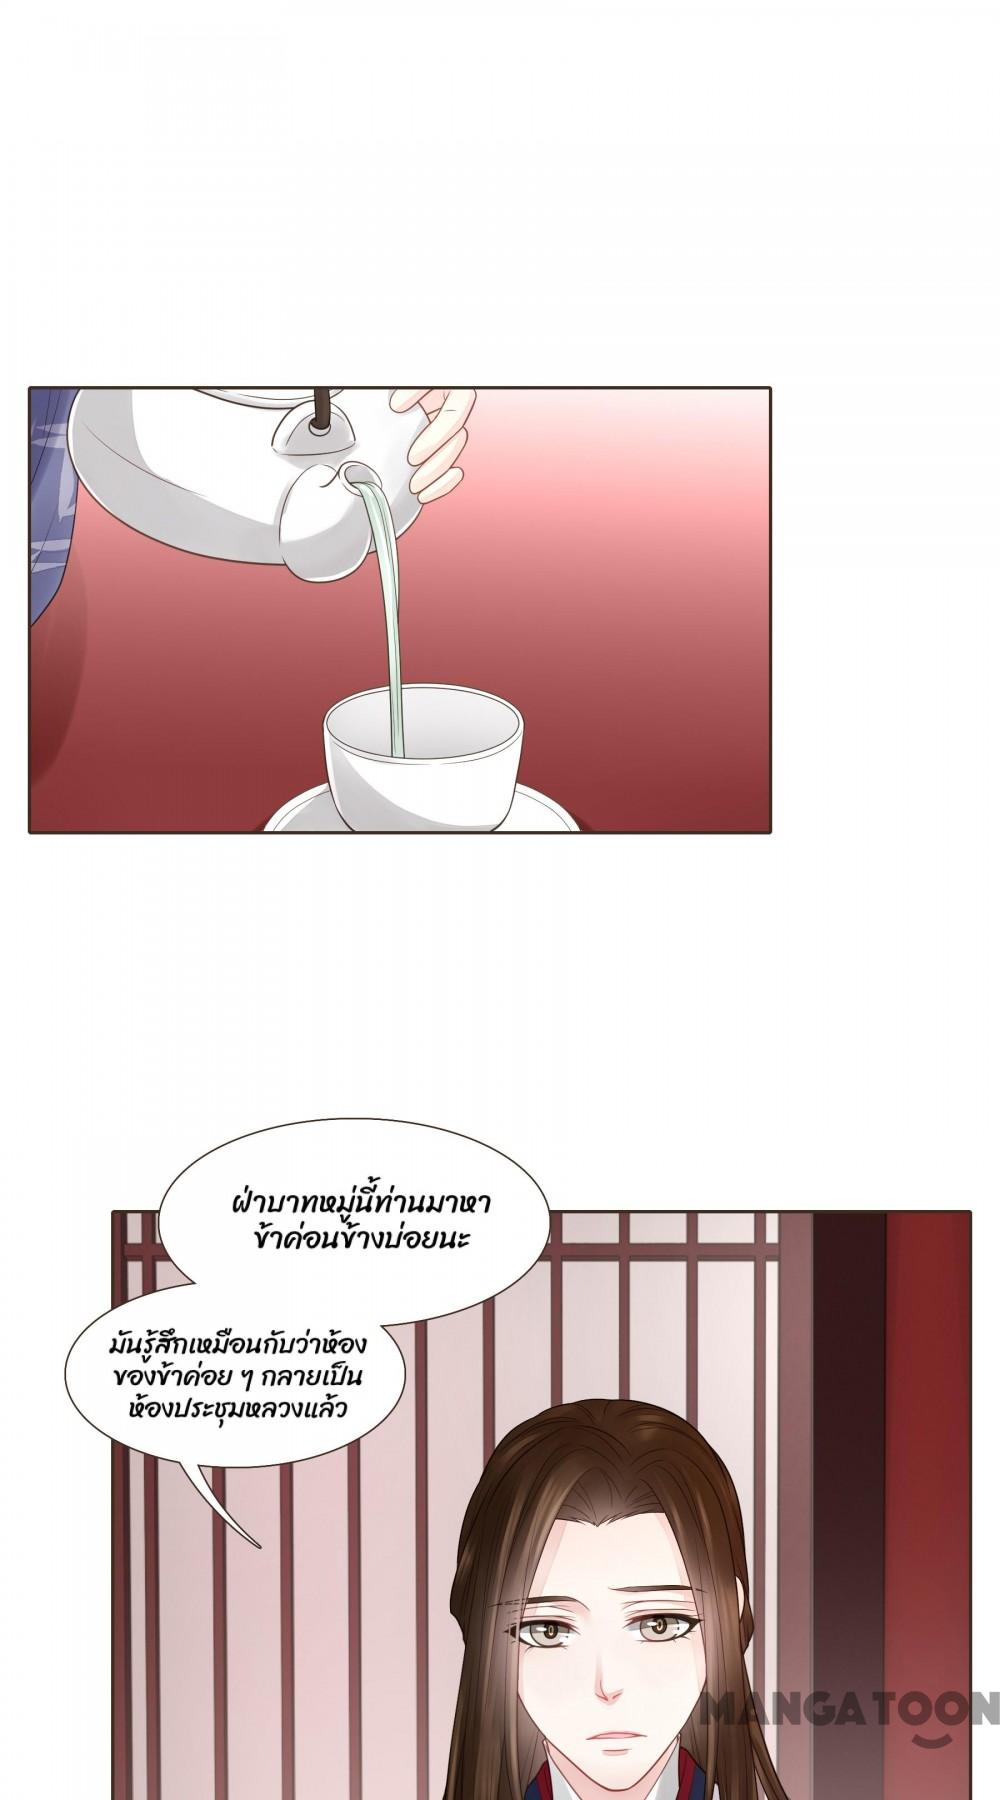 ฝ่าบาทหมู่นี้ท่านมาหา
ข้าค่อนข้างบ่อยนะ
มันรู้สึกเหมือนกับว่าห้อง
ของข้าค่อย ๆ กลายเป็น
ห้องประชุมหลวงแล้ว
MANGATOON